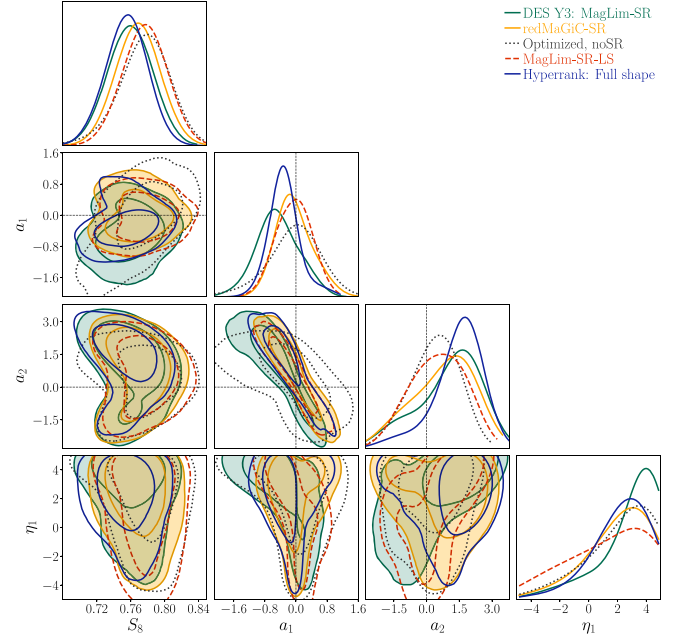 DES Y3: MagLim-SR
redMaGiC-SR
Optimized, noSR
MagLim-SR-LS
Hyperrank: Full shape
1.6
0.8
0.0
−0.8
−1.6
a₁
3.0
1.5
0.0
−1.5
a₂
4
2
0
−2
−4
η₁
0.72 0.76 0.80 0.84
S₈
−1.6 −0.8 0.0 0.8 1.6
a₁
−1.5 0.0 1.5 3.0
a₂
−4 −2 0 2 4
η₁